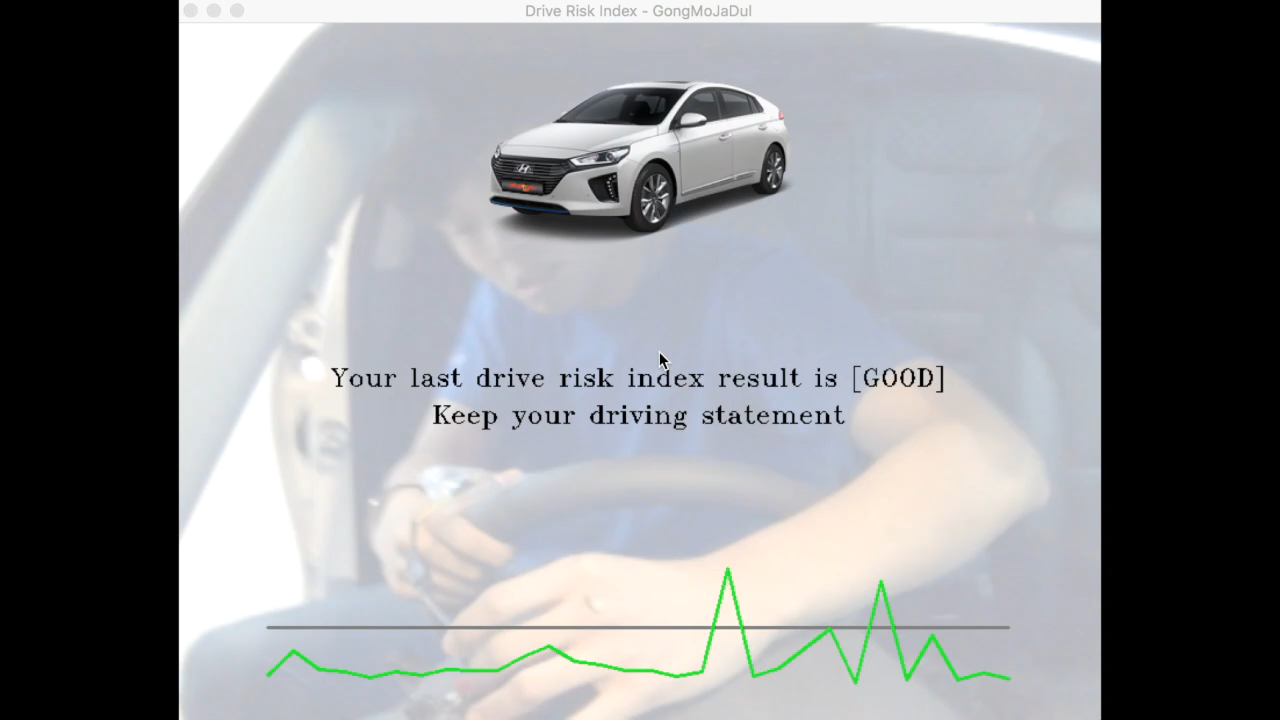 Drive Risk Index - GongMoJaDul
Your last drive risk index result is [GOOD]
Keep your driving statement